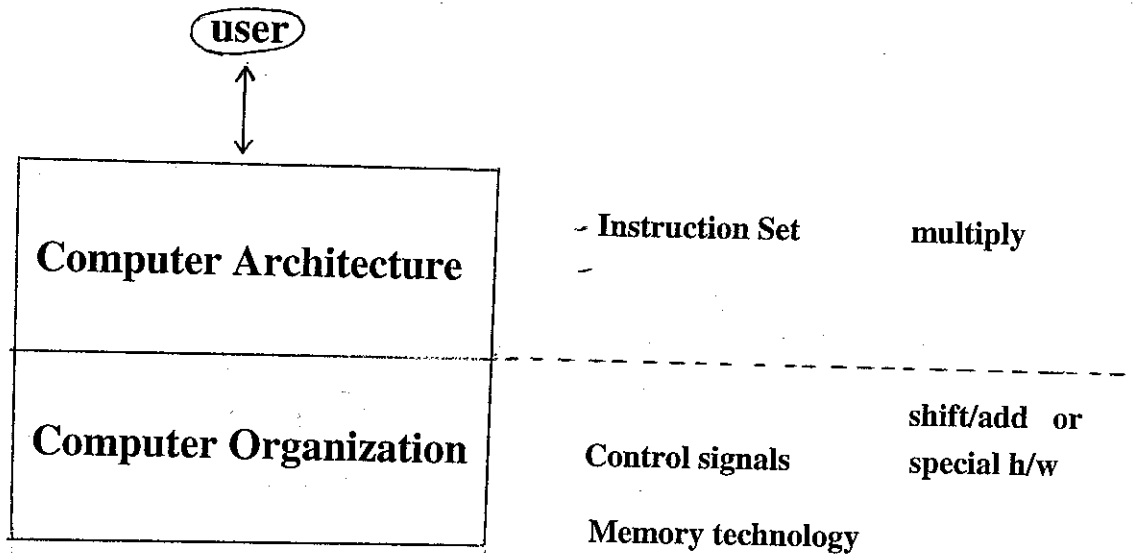 user
Computer Architecture
- Instruction Set multiply
-
Computer Organization
shift/add or
Control signals special h/w
Memory technology